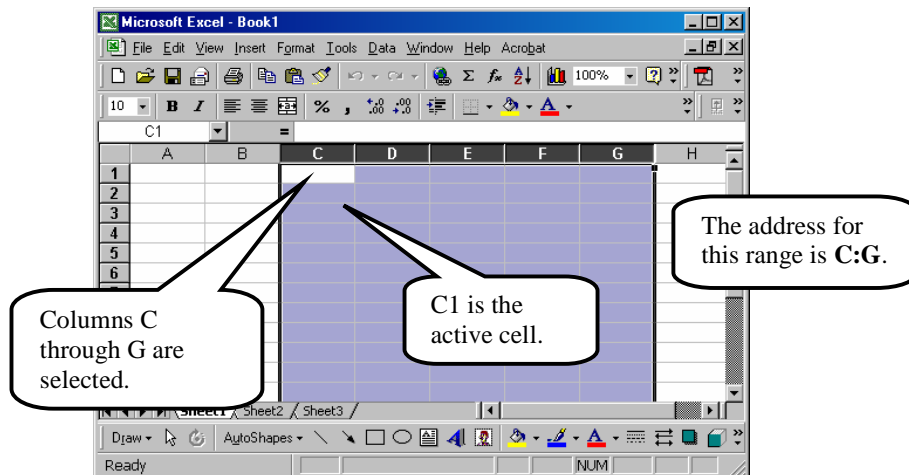 Microsoft Excel - Book1
File Edit View Insert Format Tools Data Window Help Acrobat
100%
10 B I % ,
C1 =
A B C D E F G H
1
2
3
4
5
6
The address for
this range is C:G.
Columns C
through G are
selected.
C1 is the
active cell.
Sheet1 Sheet2 Sheet3
Draw AutoShapes
Ready NUM